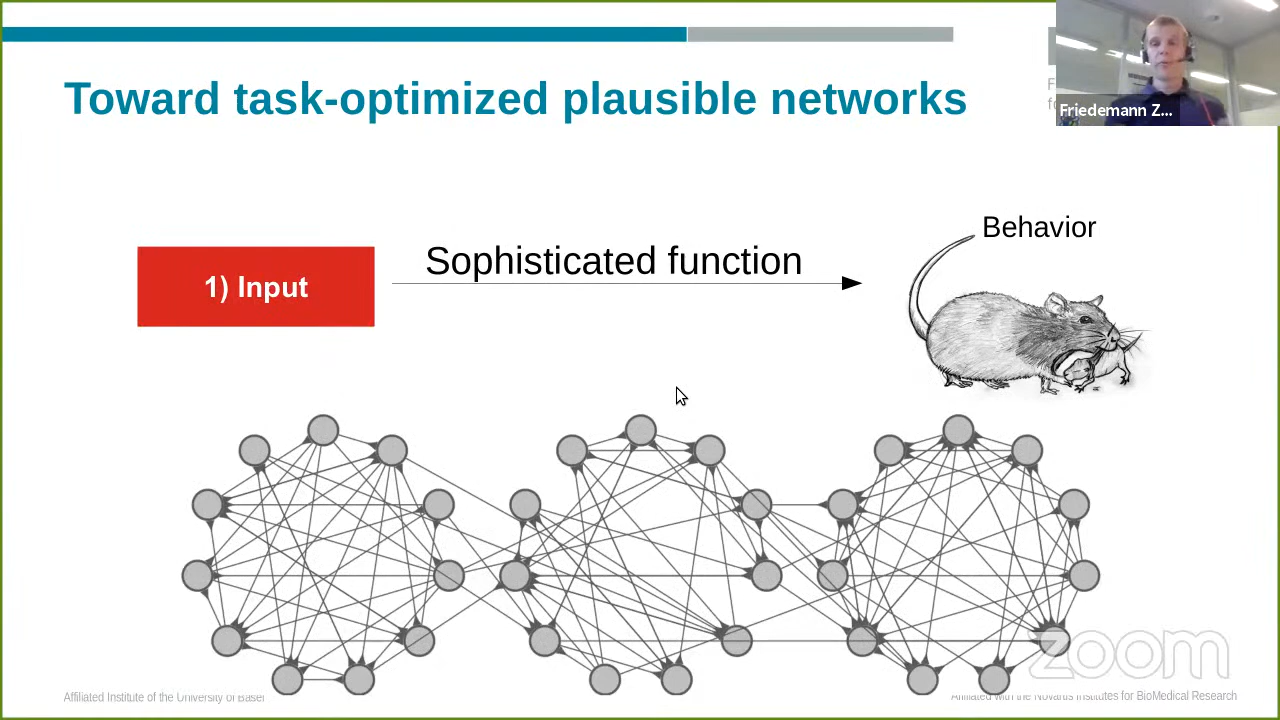 Toward task-optimized plausible networks
Friedemann Z...
Behavior
Sophisticated function
1) Input
zoom
Affiliated Institute of the University of Basel
Affiliated with the Novartis Institutes for BioMedical Research